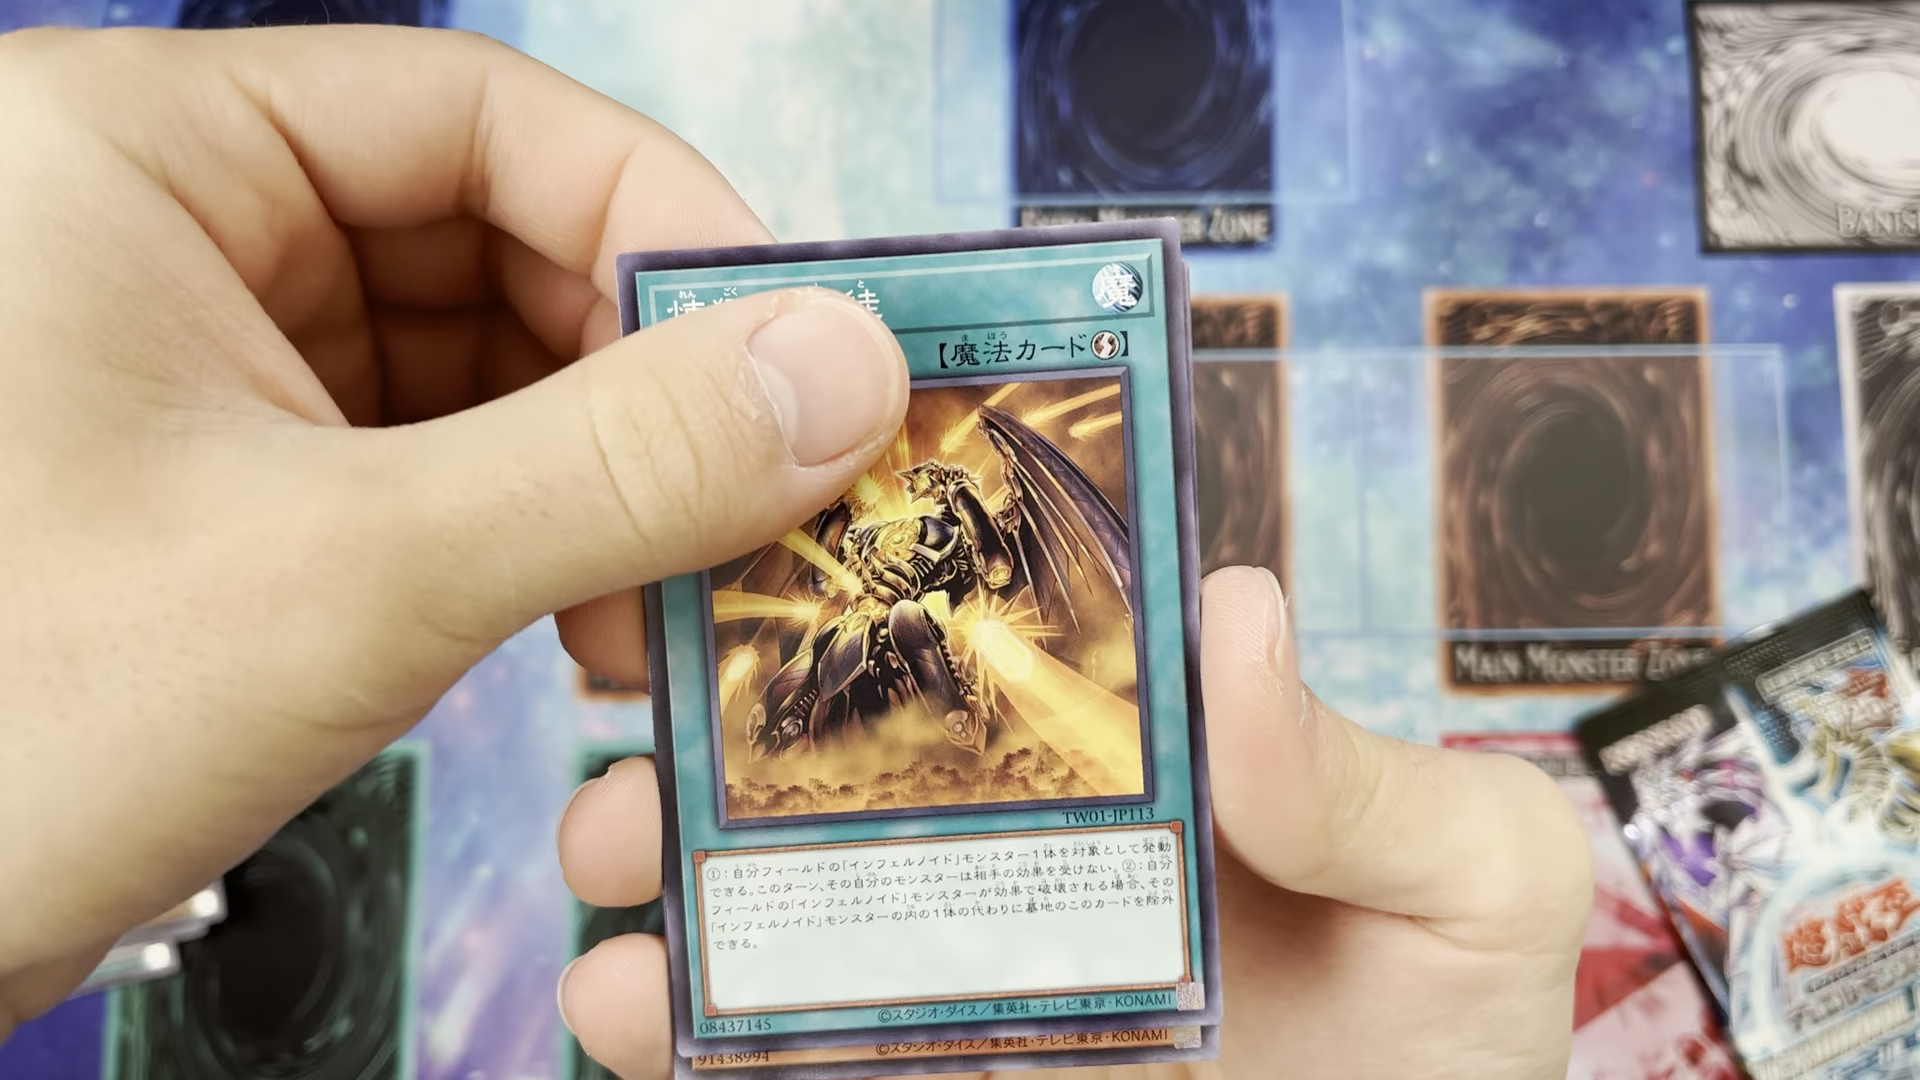 MONSTER ZONE
BANIS
魔
【魔法カード】
MAIN MONSTER ZONE
TW01-JP113
①：自分フィールドの「インフェルノイド」モンスター１体を対象として発動
できる。このターン、その自分のモンスターは相手の効果を受けない。②：自分
フィールドの「インフェルノイド」モンスターが効果で破壊される場合、その
「インフェルノイド」モンスターの内の１体の代わりに墓地のこのカードを除外
できる。
08437145
©スタジオ・ダイス／集英社・テレビ東京・KONAMI
91438994
©スタジオ・ダイス／集英社・テレビ東京・KONAMI
遊戯王